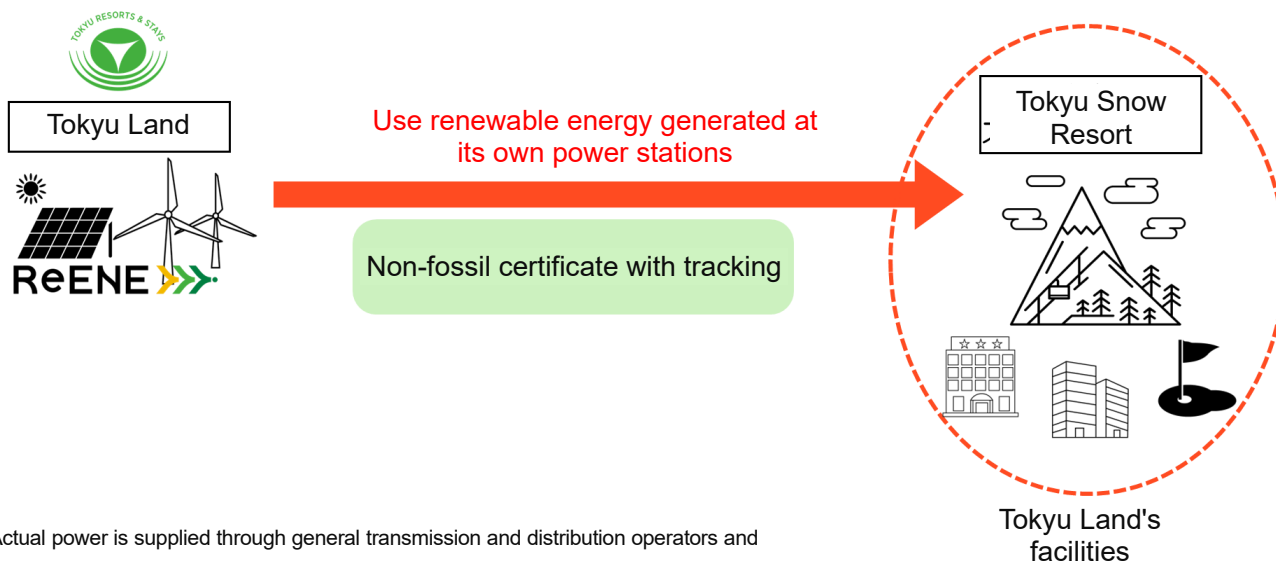 TOKYU RESORTS & STAYS
Tokyu Land
ReENE
Use renewable energy generated at
its own power stations
Non-fossil certificate with tracking
Tokyu Snow
Resort
Tokyu Land's
facilities
Actual power is supplied through general transmission and distribution operators and